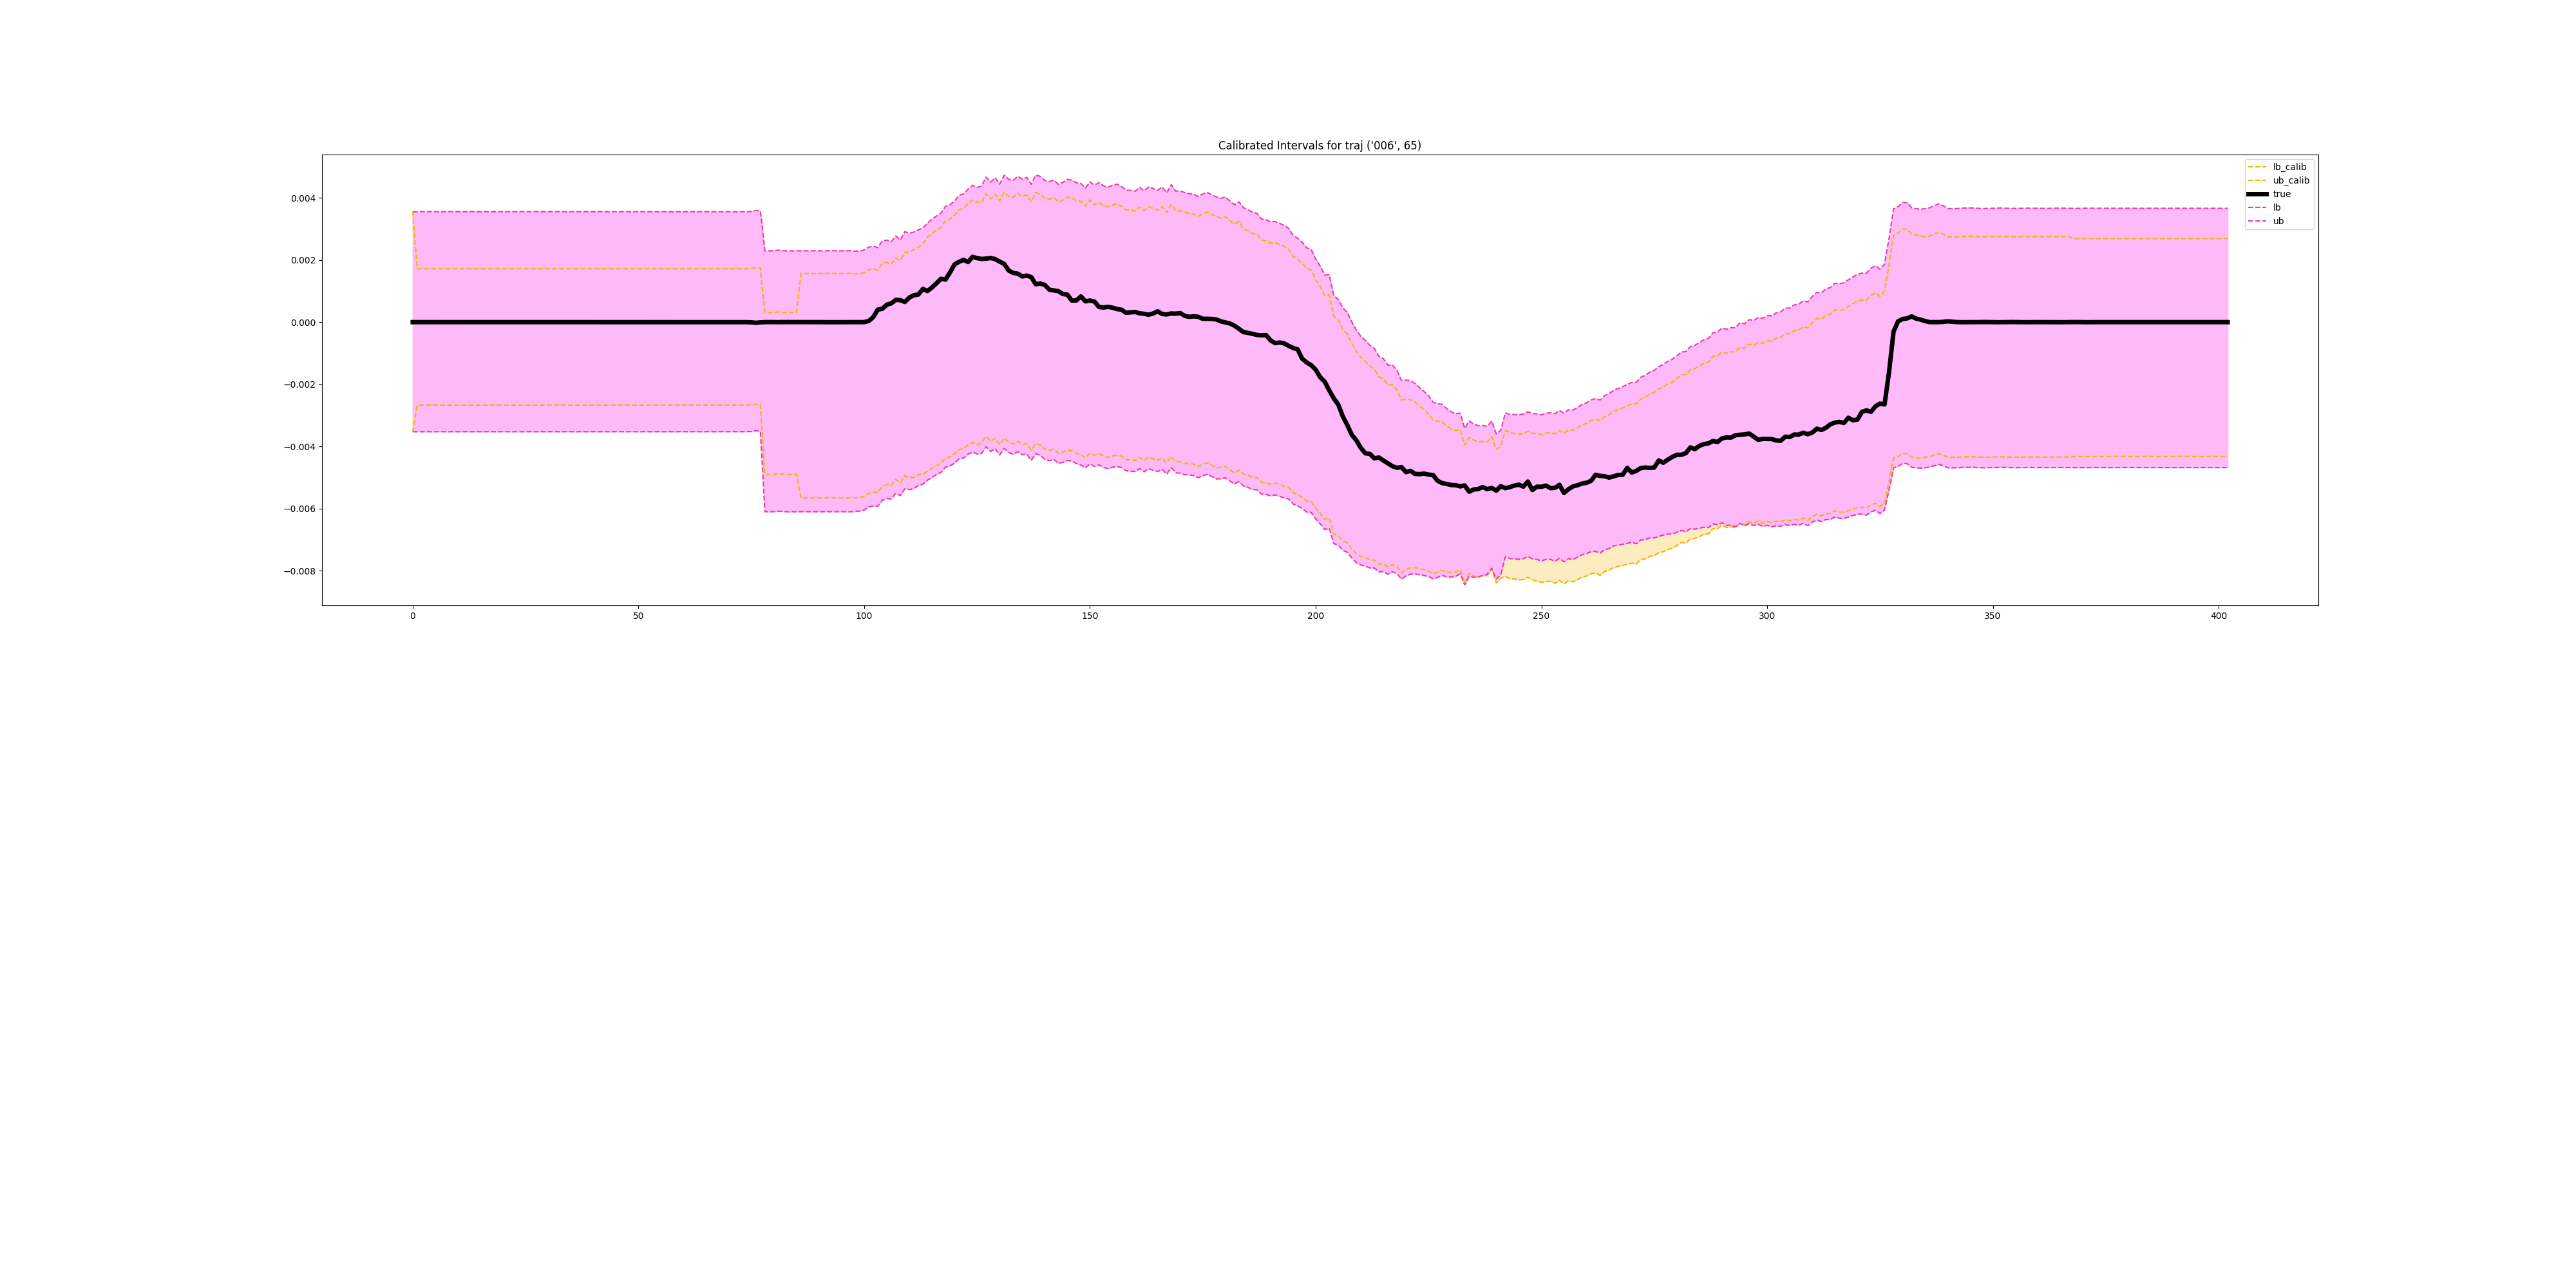 Calibrated Intervals for traj ('006', 65)
lb_calib
ub_calib
true
lb
ub
0.004
0.002
0.000
−0.002
−0.004
−0.006
−0.008
0 50 100 150 200 250 300 350 400